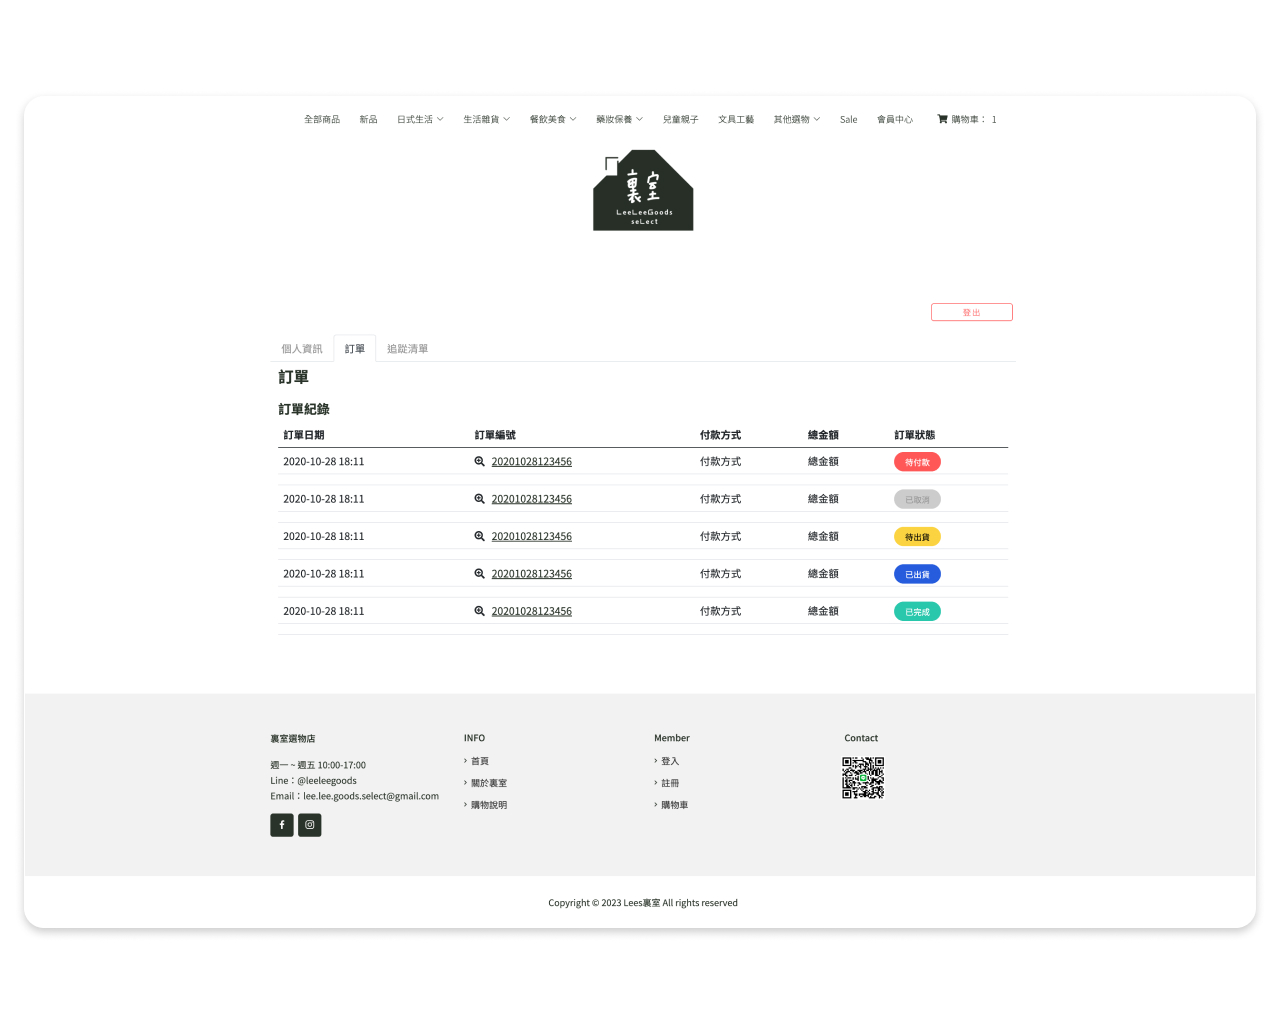 全部商品 新品 日式生活 生活雜貨 餐飲美食 藥妝保養 兒童親子 文具工藝 其他選物 Sale 會員中心 購物車： 1
裏室
LeeLeeGoods
seLect
登出
個人資訊 訂單 追蹤清單
訂單
訂單紀錄
訂單日期 訂單編號 付款方式 總金額 訂單狀態
2020-10-28 18:11 20201028123456 付款方式 總金額 待付款
2020-10-28 18:11 20201028123456 付款方式 總金額 已取消
2020-10-28 18:11 20201028123456 付款方式 總金額 待出貨
2020-10-28 18:11 20201028123456 付款方式 總金額 已出貨
2020-10-28 18:11 20201028123456 付款方式 總金額 已完成
裏室選物店
週一 ~ 週五 10:00-17:00
Line：@leeleegoods
Email：lee.lee.goods.select@gmail.com
INFO
首頁
關於裏室
購物說明
Member
登入
註冊
購物車
Contact
Copyright © 2023 Lees裏室 All rights reserved